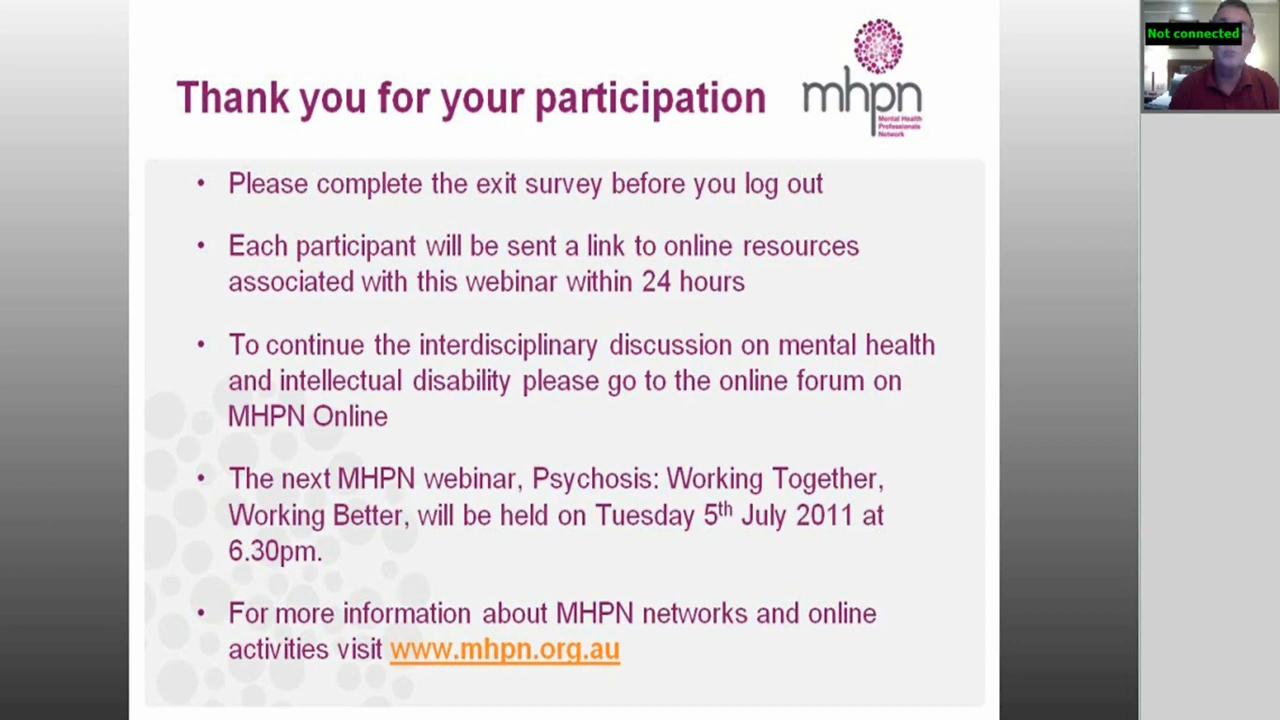 Thank you for your participation
mhpn
Mental Health
Professionals
Network
Not connected
• Please complete the exit survey before you log out
• Each participant will be sent a link to online resources
associated with this webinar within 24 hours
• To continue the interdisciplinary discussion on mental health
and intellectual disability please go to the online forum on
MHPN Online
• The next MHPN webinar, Psychosis: Working Together,
Working Better, will be held on Tuesday 5th July 2011 at
6.30pm.
• For more information about MHPN networks and online
activities visit www.mhpn.org.au